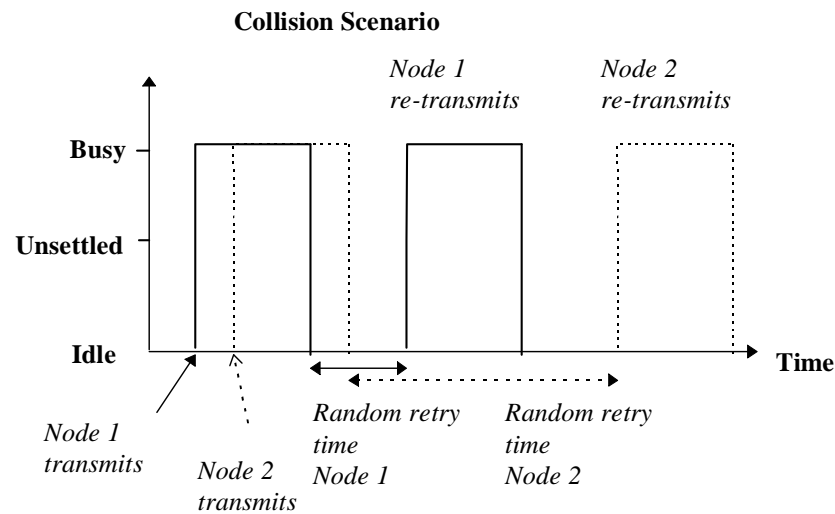 Collision Scenario
Node 1
re-transmits
Node 2
re-transmits
Busy
Unsettled
Idle
Time
Node 1
transmits
Node 2
transmits
Random retry
time
Node 1
Random retry
time
Node 2